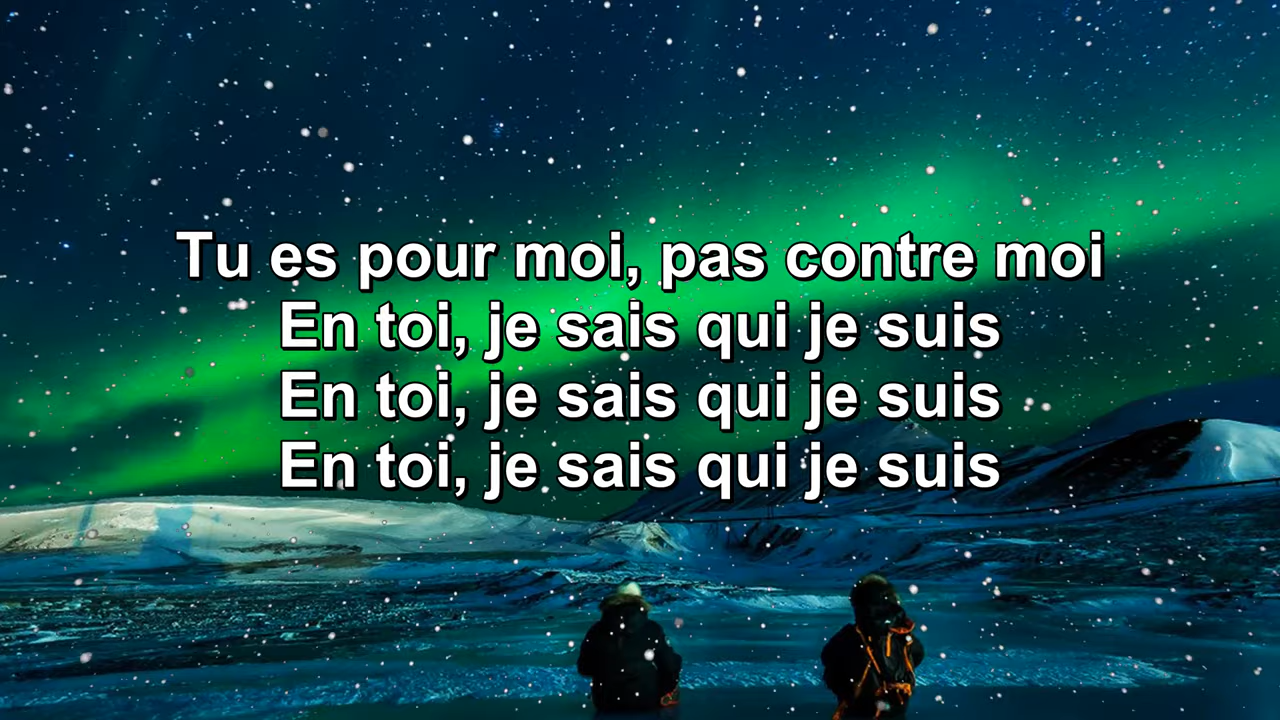 Tu es pour moi, pas contre moi
En toi, je sais qui je suis
En toi, je sais qui je suis
En toi, je sais qui je suis